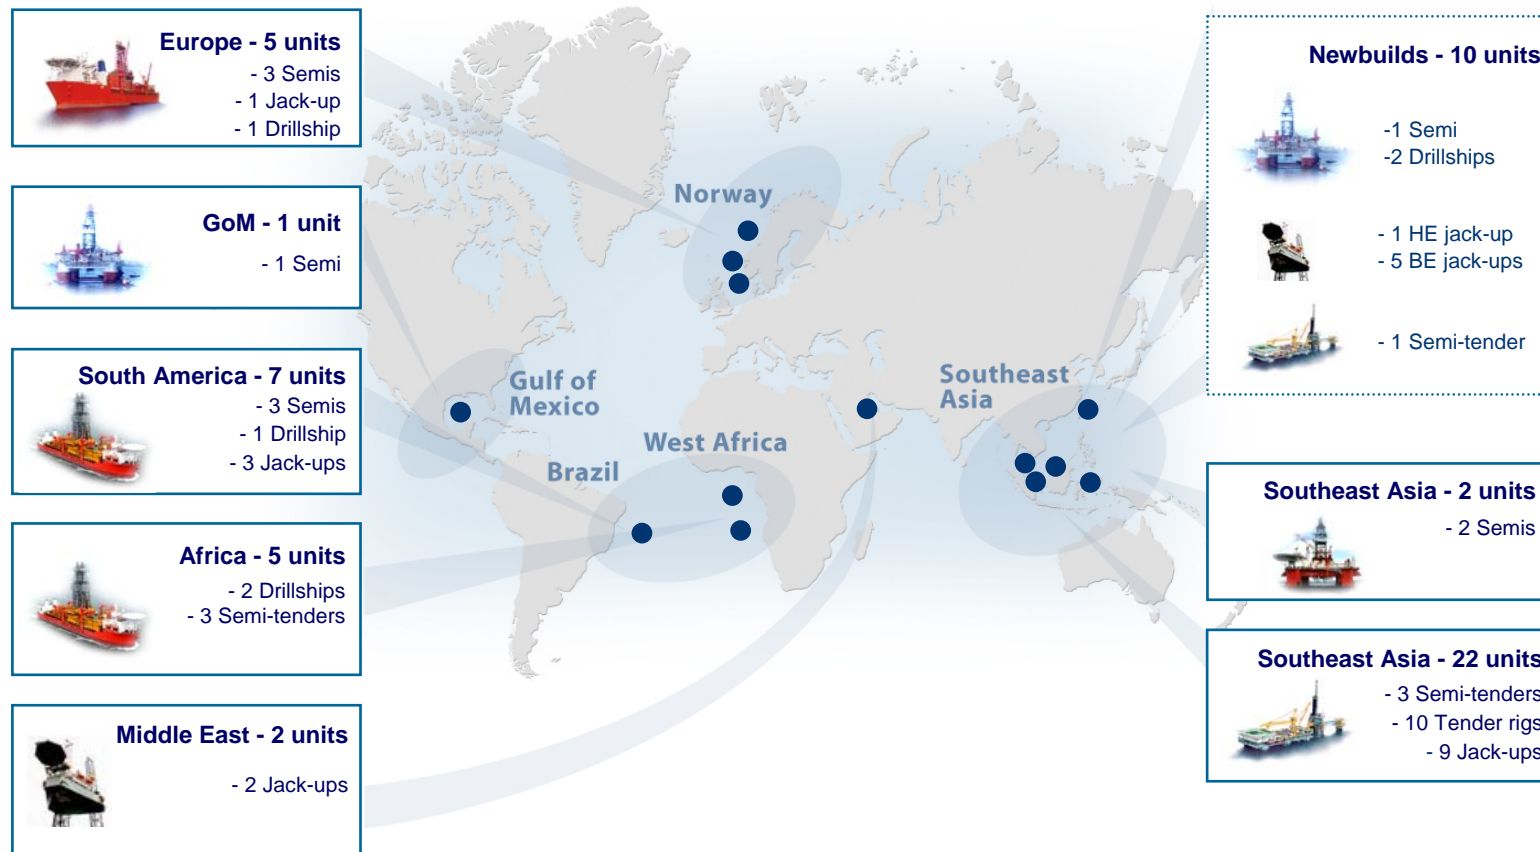 Europe - 5 units
- 3 Semis
- 1 Jack-up
- 1 Drillship
GoM - 1 unit
- 1 Semi
South America - 7 units
- 3 Semis
- 1 Drillship
- 3 Jack-ups
Africa - 5 units
- 2 Drillships
- 3 Semi-tenders
Middle East - 2 units
- 2 Jack-ups
Norway
Gulf of
Mexico
West Africa
Brazil
Southeast
Asia
Newbuilds - 10 units
-1 Semi
-2 Drillships
- 1 HE jack-up
- 5 BE jack-ups
- 1 Semi-tender
Southeast Asia - 2 units
- 2 Semis
Southeast Asia - 22 units
- 3 Semi-tenders
- 10 Tender rigs
- 9 Jack-ups